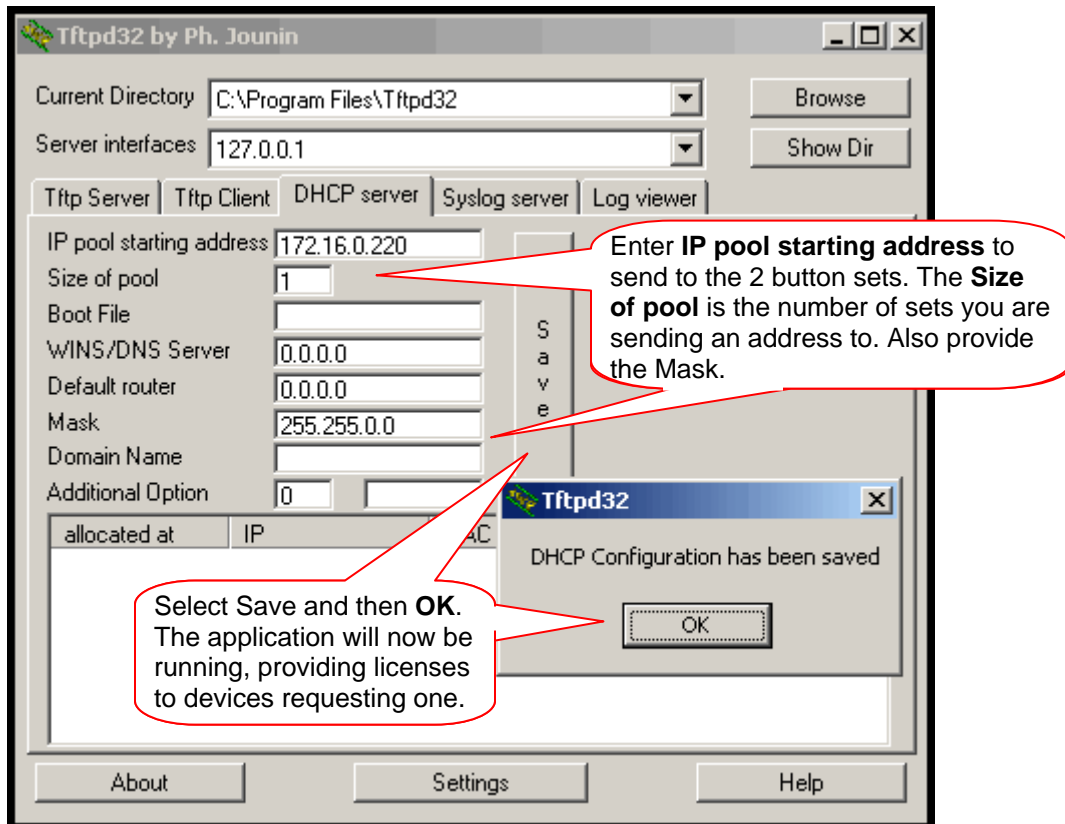 Tftpd32 by Ph. Jounin
Current Directory C:\Program Files\Tftpd32 Browse
Server interfaces 127.0.0.1 Show Dir
Tftp Server Tftp Client DHCP server Syslog server Log viewer
IP pool starting address 172.16.0.220
Size of pool 1
Boot File
WINS/DNS Server 0.0.0.0
Default router 0.0.0.0
Mask 255.255.0.0
Domain Name
Additional Option 0
Save
Enter IP pool starting address to
send to the 2 button sets. The Size
of pool is the number of sets you are
sending an address to. Also provide
the Mask.
allocated at IP
Tftpd32
DHCP Configuration has been saved
OK
Select Save and then OK.
The application will now be
running, providing licenses
to devices requesting one.
About Settings Help